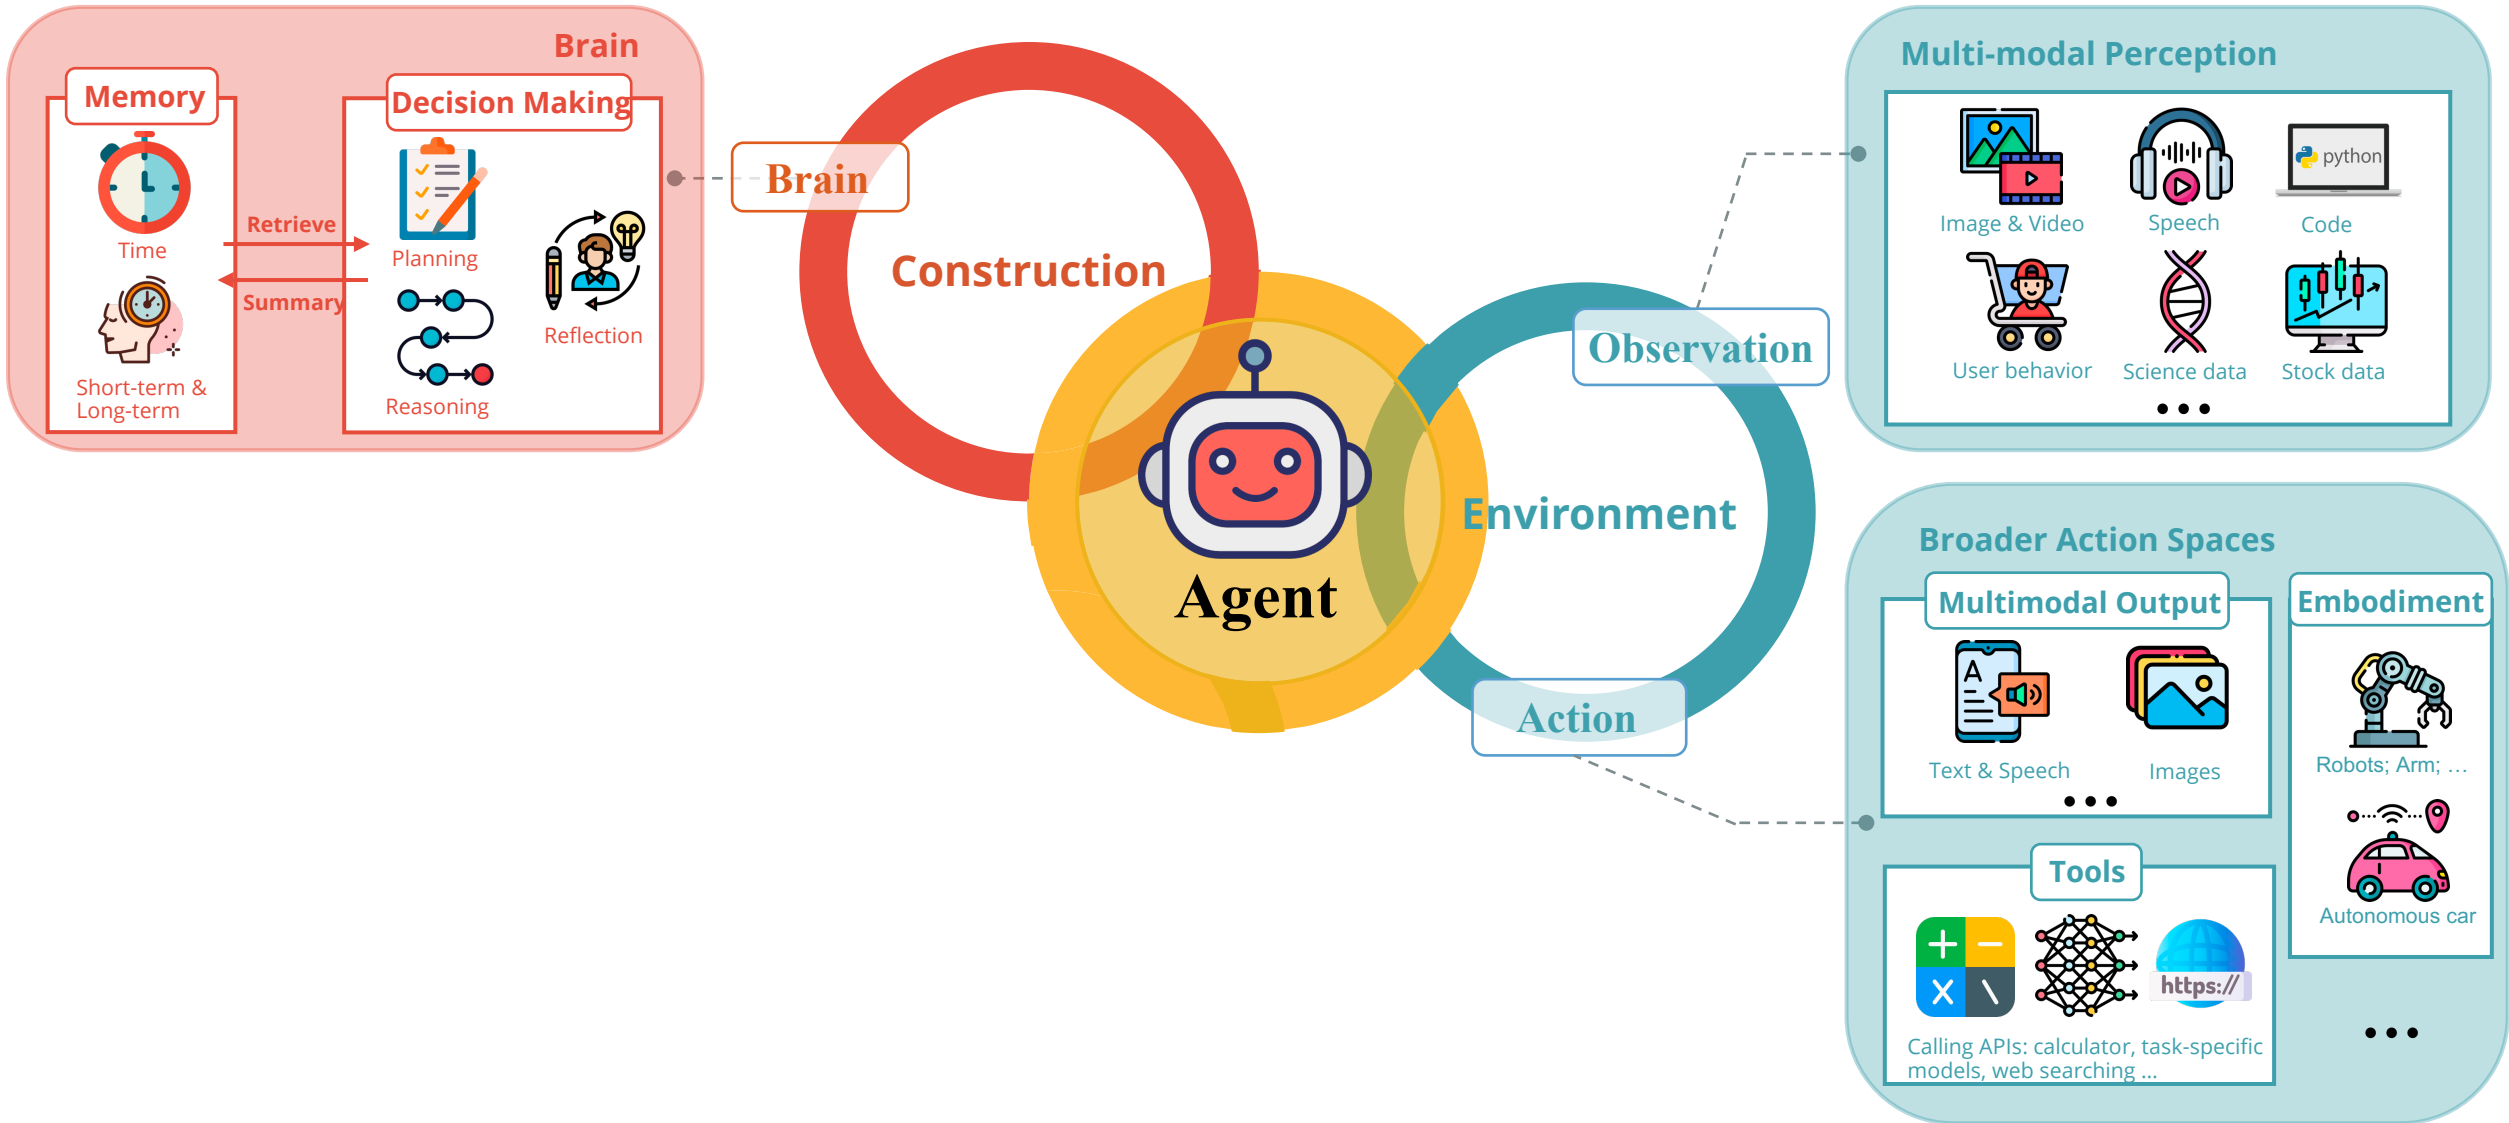 Brain
Memory
Decision Making
Time
Short-term &
Long-term
Retrieve
Summary
Planning
Reasoning
Reflection
Brain
Construction
Agent
Environment
Observation
Action
Multi-modal Perception
Image & Video
Speech
python
Code
User behavior
Science data
Stock data
•••
Broader Action Spaces
Multimodal Output
A
Text & Speech
Images
•••
Embodiment
Robots; Arm; …
Autonomous car
Tools
https://
Calling APIs: calculator, task-specific
models, web searching ...
•••